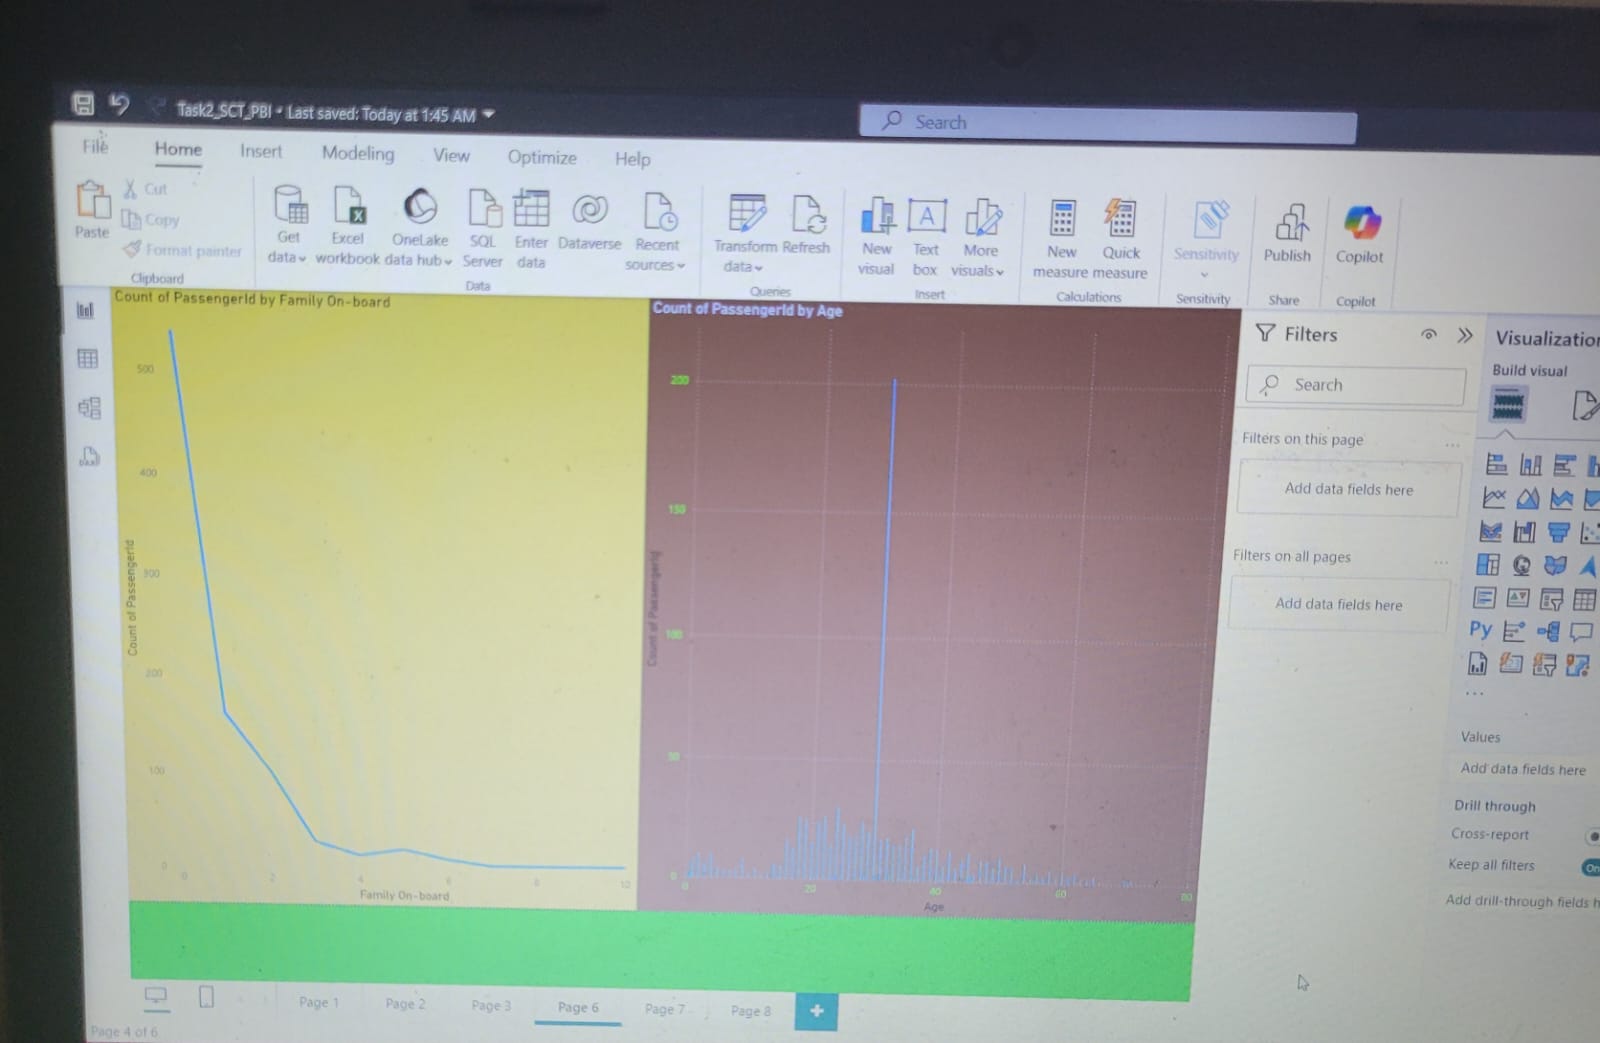 Task2_SCT_PBI • Last saved: Today at 1:45 AM
Search
File Home Insert Modeling View Optimize Help
Paste
Cut
Copy
Format painter
Clipboard
Get data
Excel workbook
OneLake data hub
SQL Server
Enter data
Dataverse
Recent sources
Data
Transform data
Refresh
Queries
New visual
Text box
More visuals
Insert
New measure
Quick measure
Calculations
Sensitivity
Sensitivity
Publish
Share
Copilot
Copilot
Count of PassengerId by Family On-board
500
400
300
200
100
0
Count of PassengerId
0 2 4 6 8 10
Family On-board
Count of PassengerId by Age
200
150
100
50
0
Count of PassengerId
0 20 40 60 80
Age
Filters
Search
Filters on this page
...
Add data fields here
Filters on all pages
...
Add data fields here
Visualization
Build visual
Py
...
Values
Add data fields here
Drill through
Cross-report
Keep all filters
On
Add drill-through fields h
Page 1 Page 2 Page 3 Page 6 Page 7 Page 8 +
Page 4 of 6